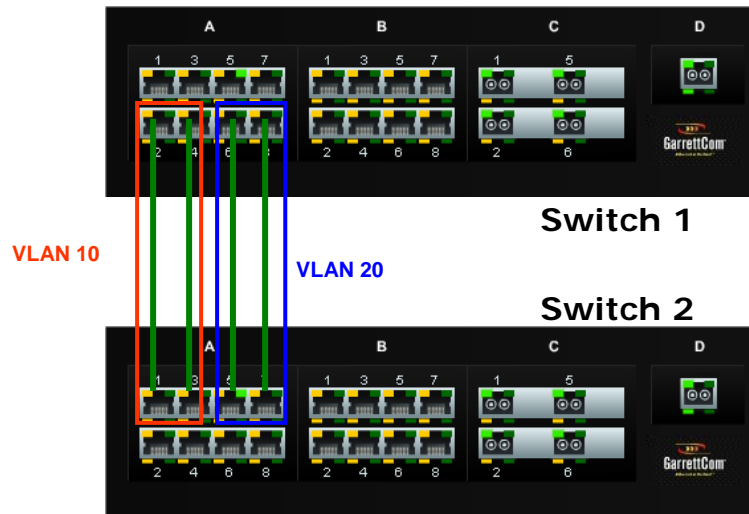 A B C D
1 3 5 7 1 3 5 7 1 5
2 4 6 8 2 4 6 8 2 6
GarrettCom
Switch 1
VLAN 10
VLAN 20
Switch 2
A B C D
1 3 5 7 1 3 5 7 1 5
2 4 6 8 2 4 6 8 2 6
GarrettCom